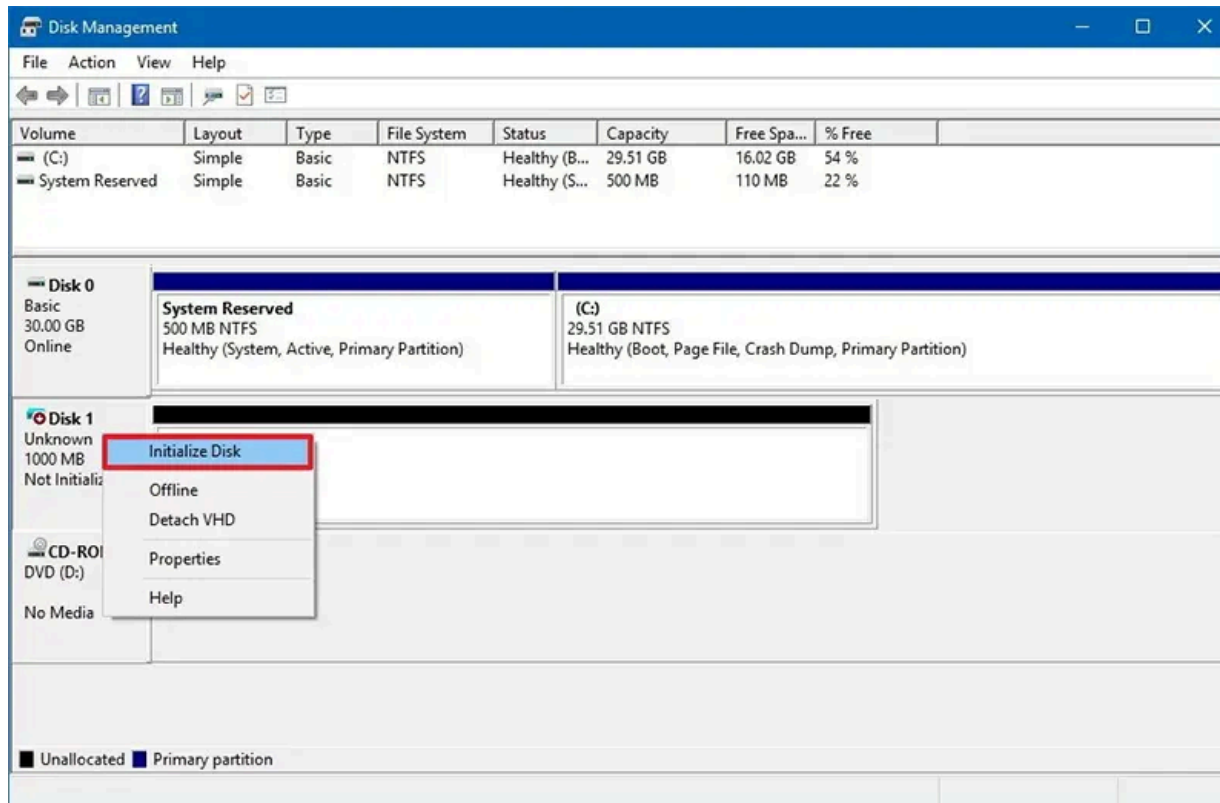 Disk Management
File Action View Help
Volume Layout Type File System Status Capacity Free Spa... % Free
(C:) Simple Basic NTFS Healthy (B... 29.51 GB 16.02 GB 54 %
System Reserved Simple Basic NTFS Healthy (S... 500 MB 110 MB 22 %
Disk 0
Basic
30.00 GB
Online
System Reserved
500 MB NTFS
Healthy (System, Active, Primary Partition)
(C:)
29.51 GB NTFS
Healthy (Boot, Page File, Crash Dump, Primary Partition)
Disk 1
Unknown
1000 MB
Not Initializ
Initialize Disk
Offline
Detach VHD
Properties
Help
CD-RO
DVD (D:)
No Media
Unallocated Primary partition